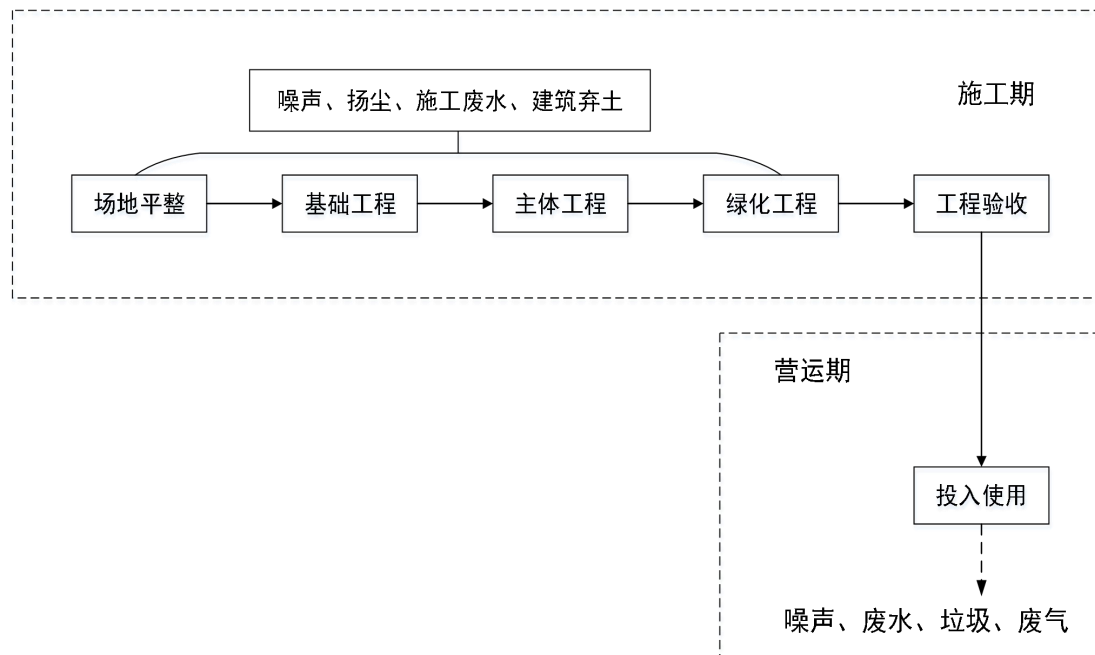 施工期
噪声、扬尘、施工废水、建筑弃土
场地平整
基础工程
主体工程
绿化工程
工程验收
营运期
投入使用
噪声、废水、垃圾、废气